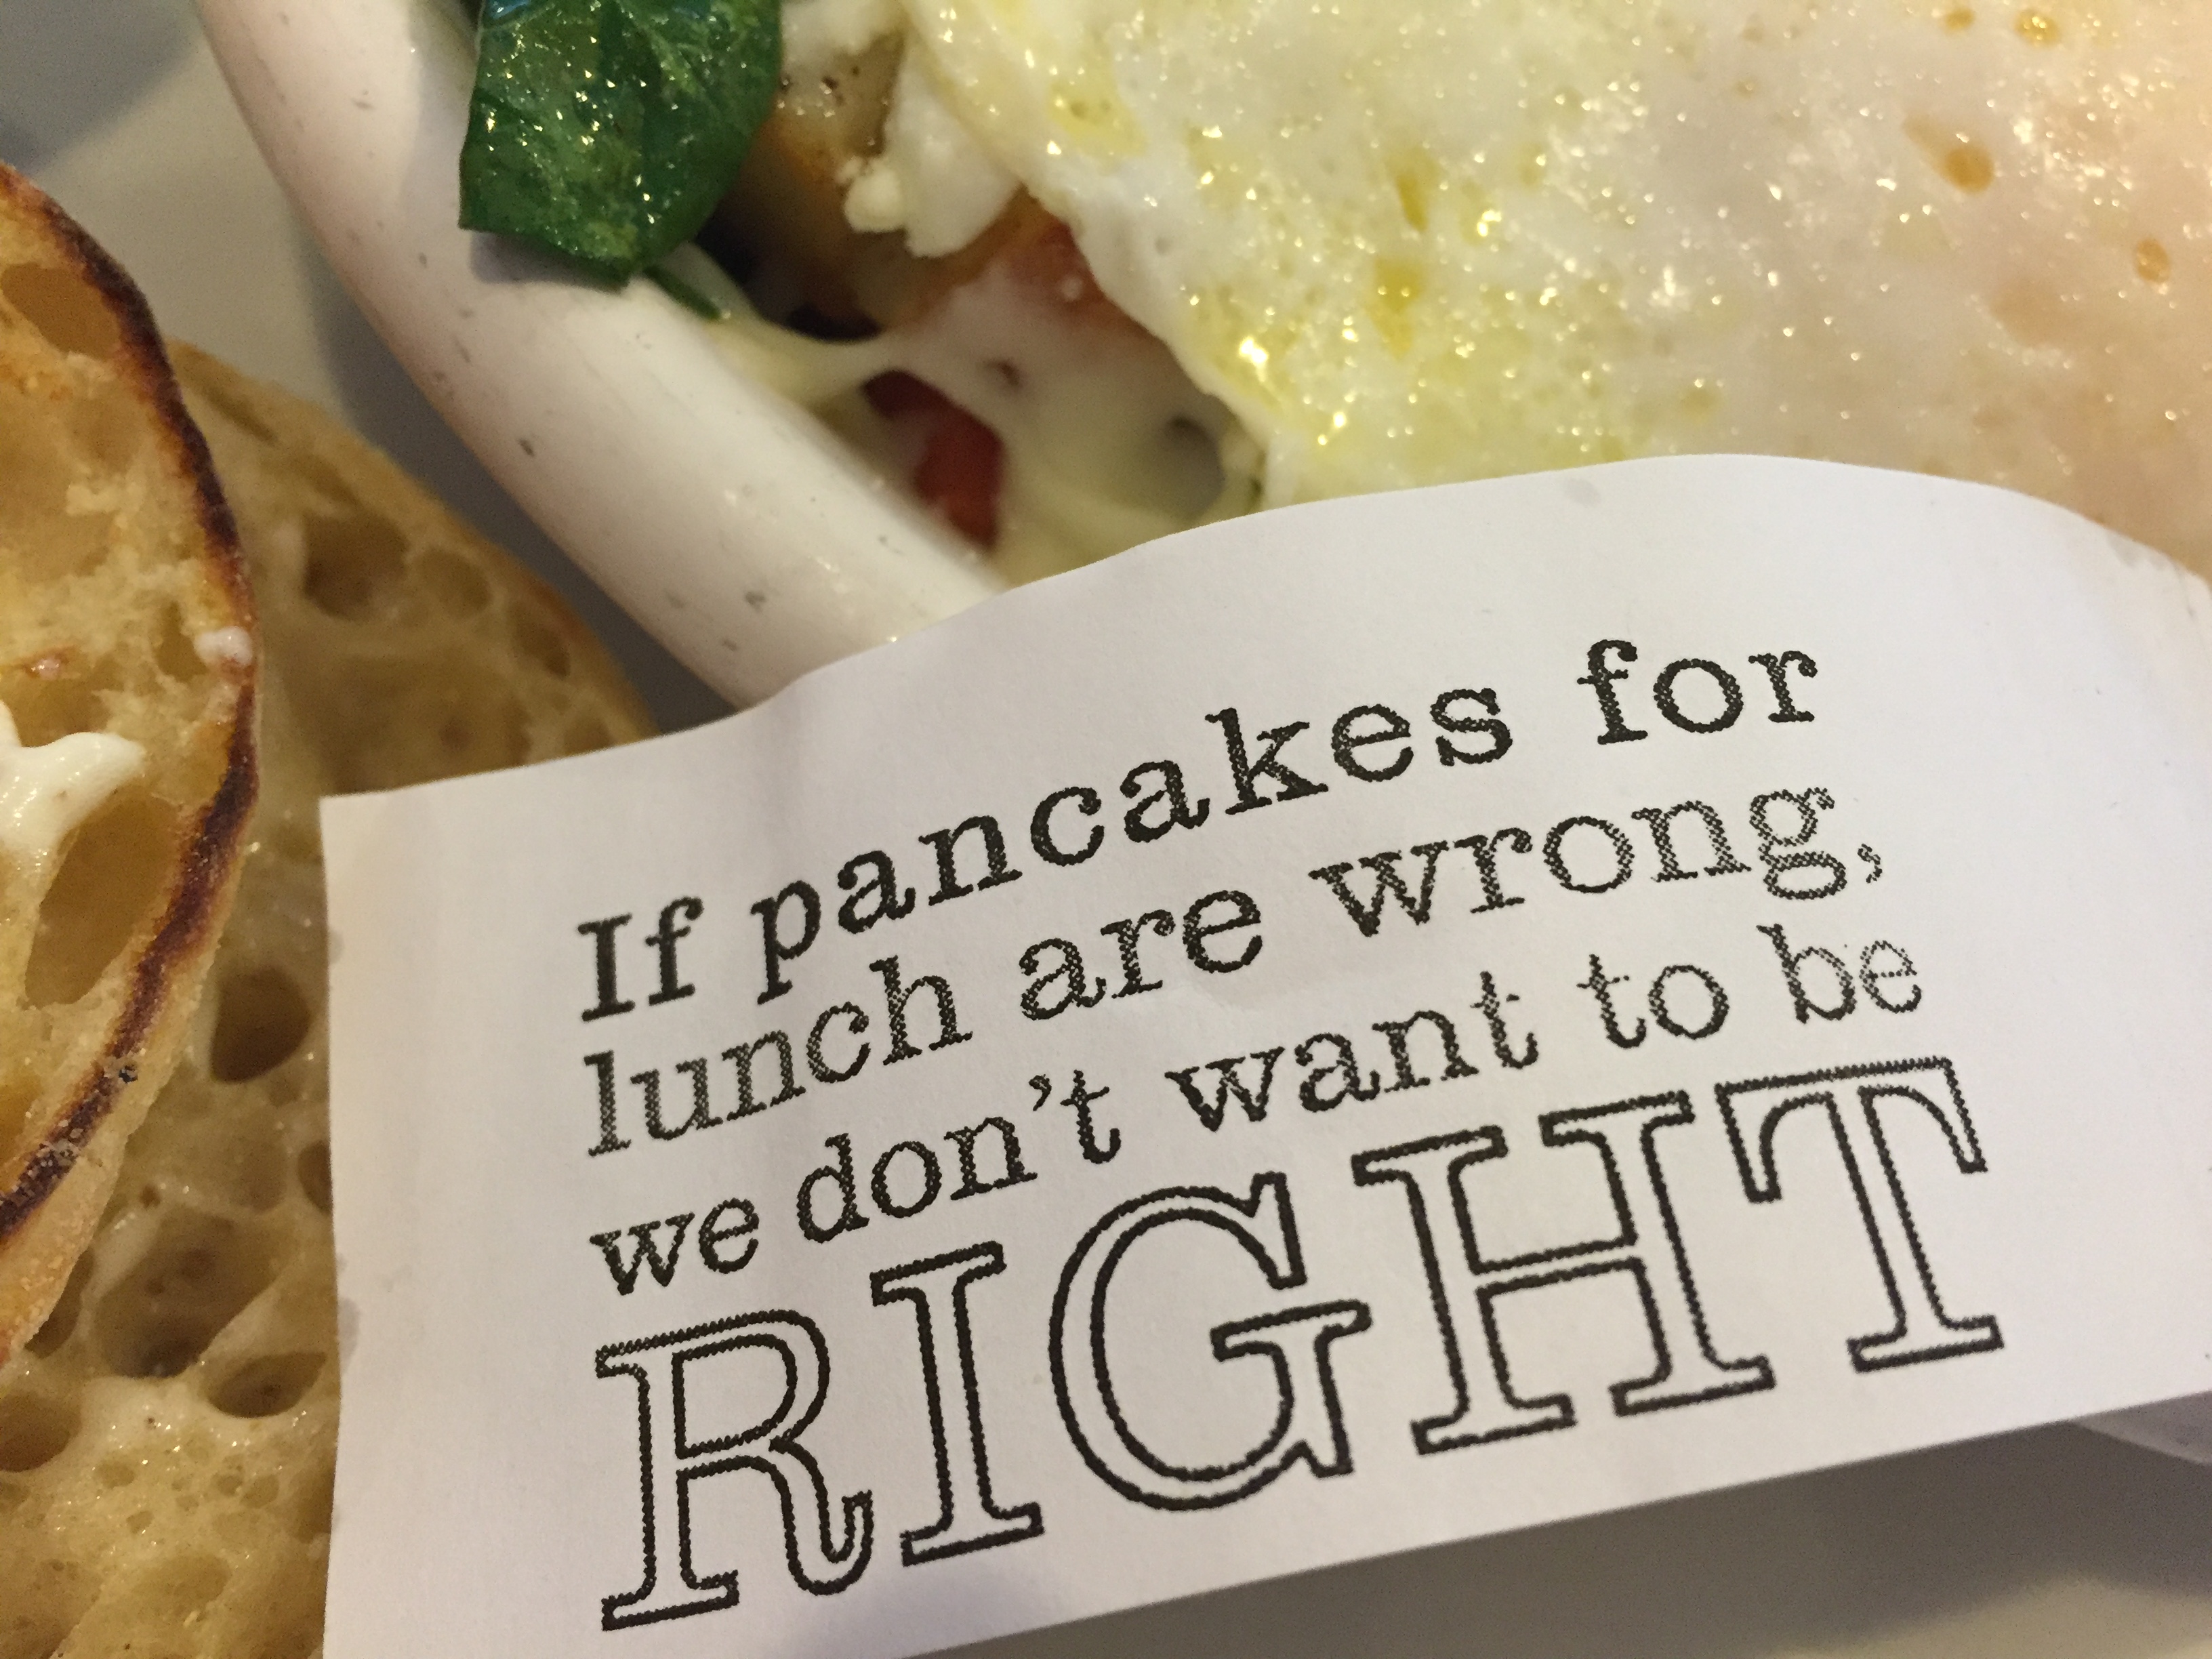 If pancakes for
lunch are wrong,
we don't want to be
RIGHT